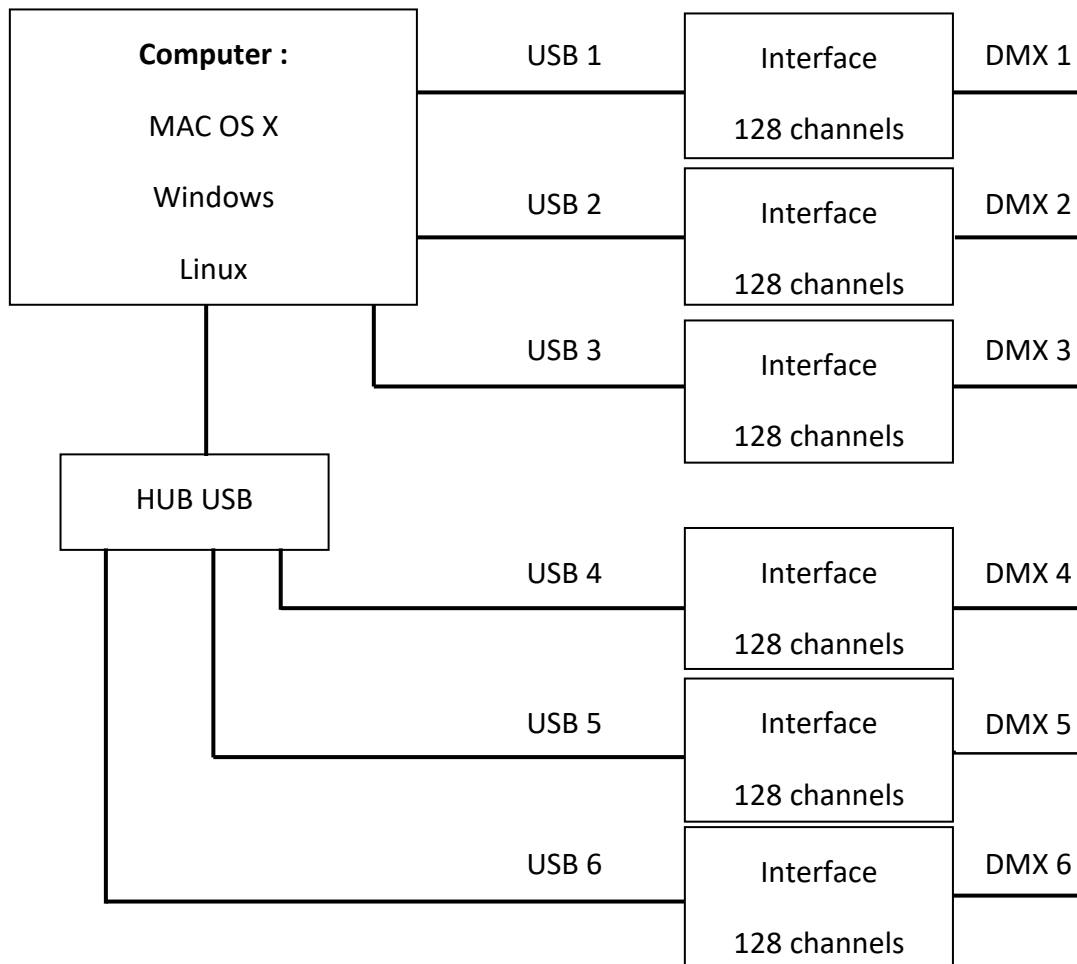 Computer :
MAC OS X
Windows
Linux
USB 1
Interface
128 channels
DMX 1
USB 2
Interface
128 channels
DMX 2
USB 3
Interface
128 channels
DMX 3
HUB USB
USB 4
Interface
128 channels
DMX 4
USB 5
Interface
128 channels
DMX 5
USB 6
Interface
128 channels
DMX 6